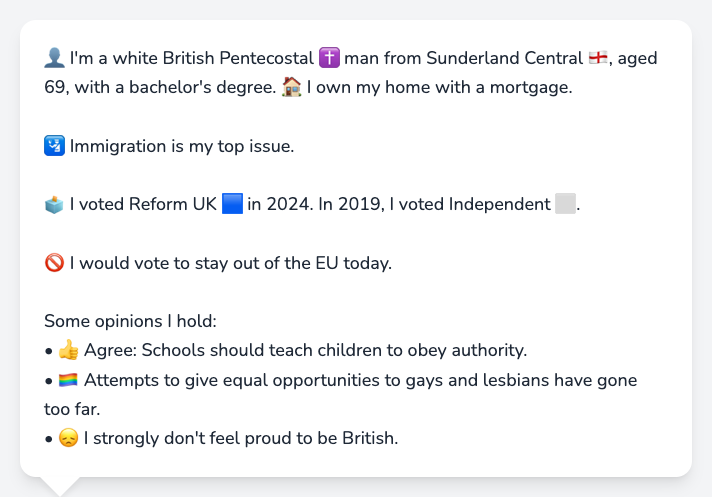 👤 I'm a white British Pentecostal ✝️ man from Sunderland Central 🏴󠁧󠁢󠁥󠁮󠁧󠁿, aged
69, with a bachelor's degree. 🏠 I own my home with a mortgage.
🛂 Immigration is my top issue.
🗳️ I voted Reform UK 🟦 in 2024. In 2019, I voted Independent ⬜.
🚫 I would vote to stay out of the EU today.
Some opinions I hold:
• 👍 Agree: Schools should teach children to obey authority.
• 🏳️‍🌈 Attempts to give equal opportunities to gays and lesbians have gone
too far.
• 😞 I strongly don't feel proud to be British.